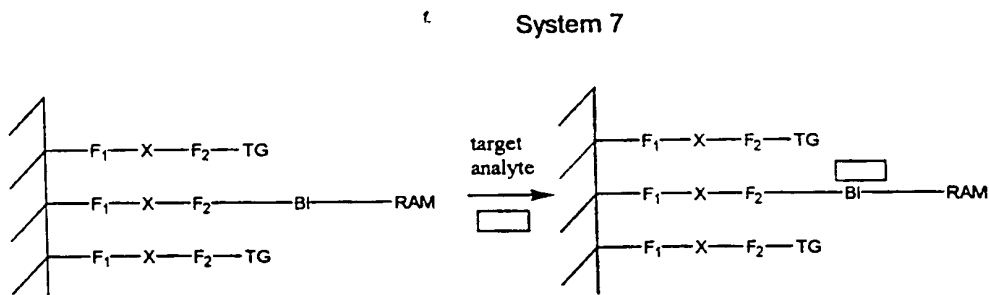 System 7
F₁—X—F₂—TG
F₁—X—F₂—BI—RAM
F₁—X—F₂—TG
target
analyte
F₁—X—F₂—TG
F₁—X—F₂—BI—RAM
F₁—X—F₂—TG